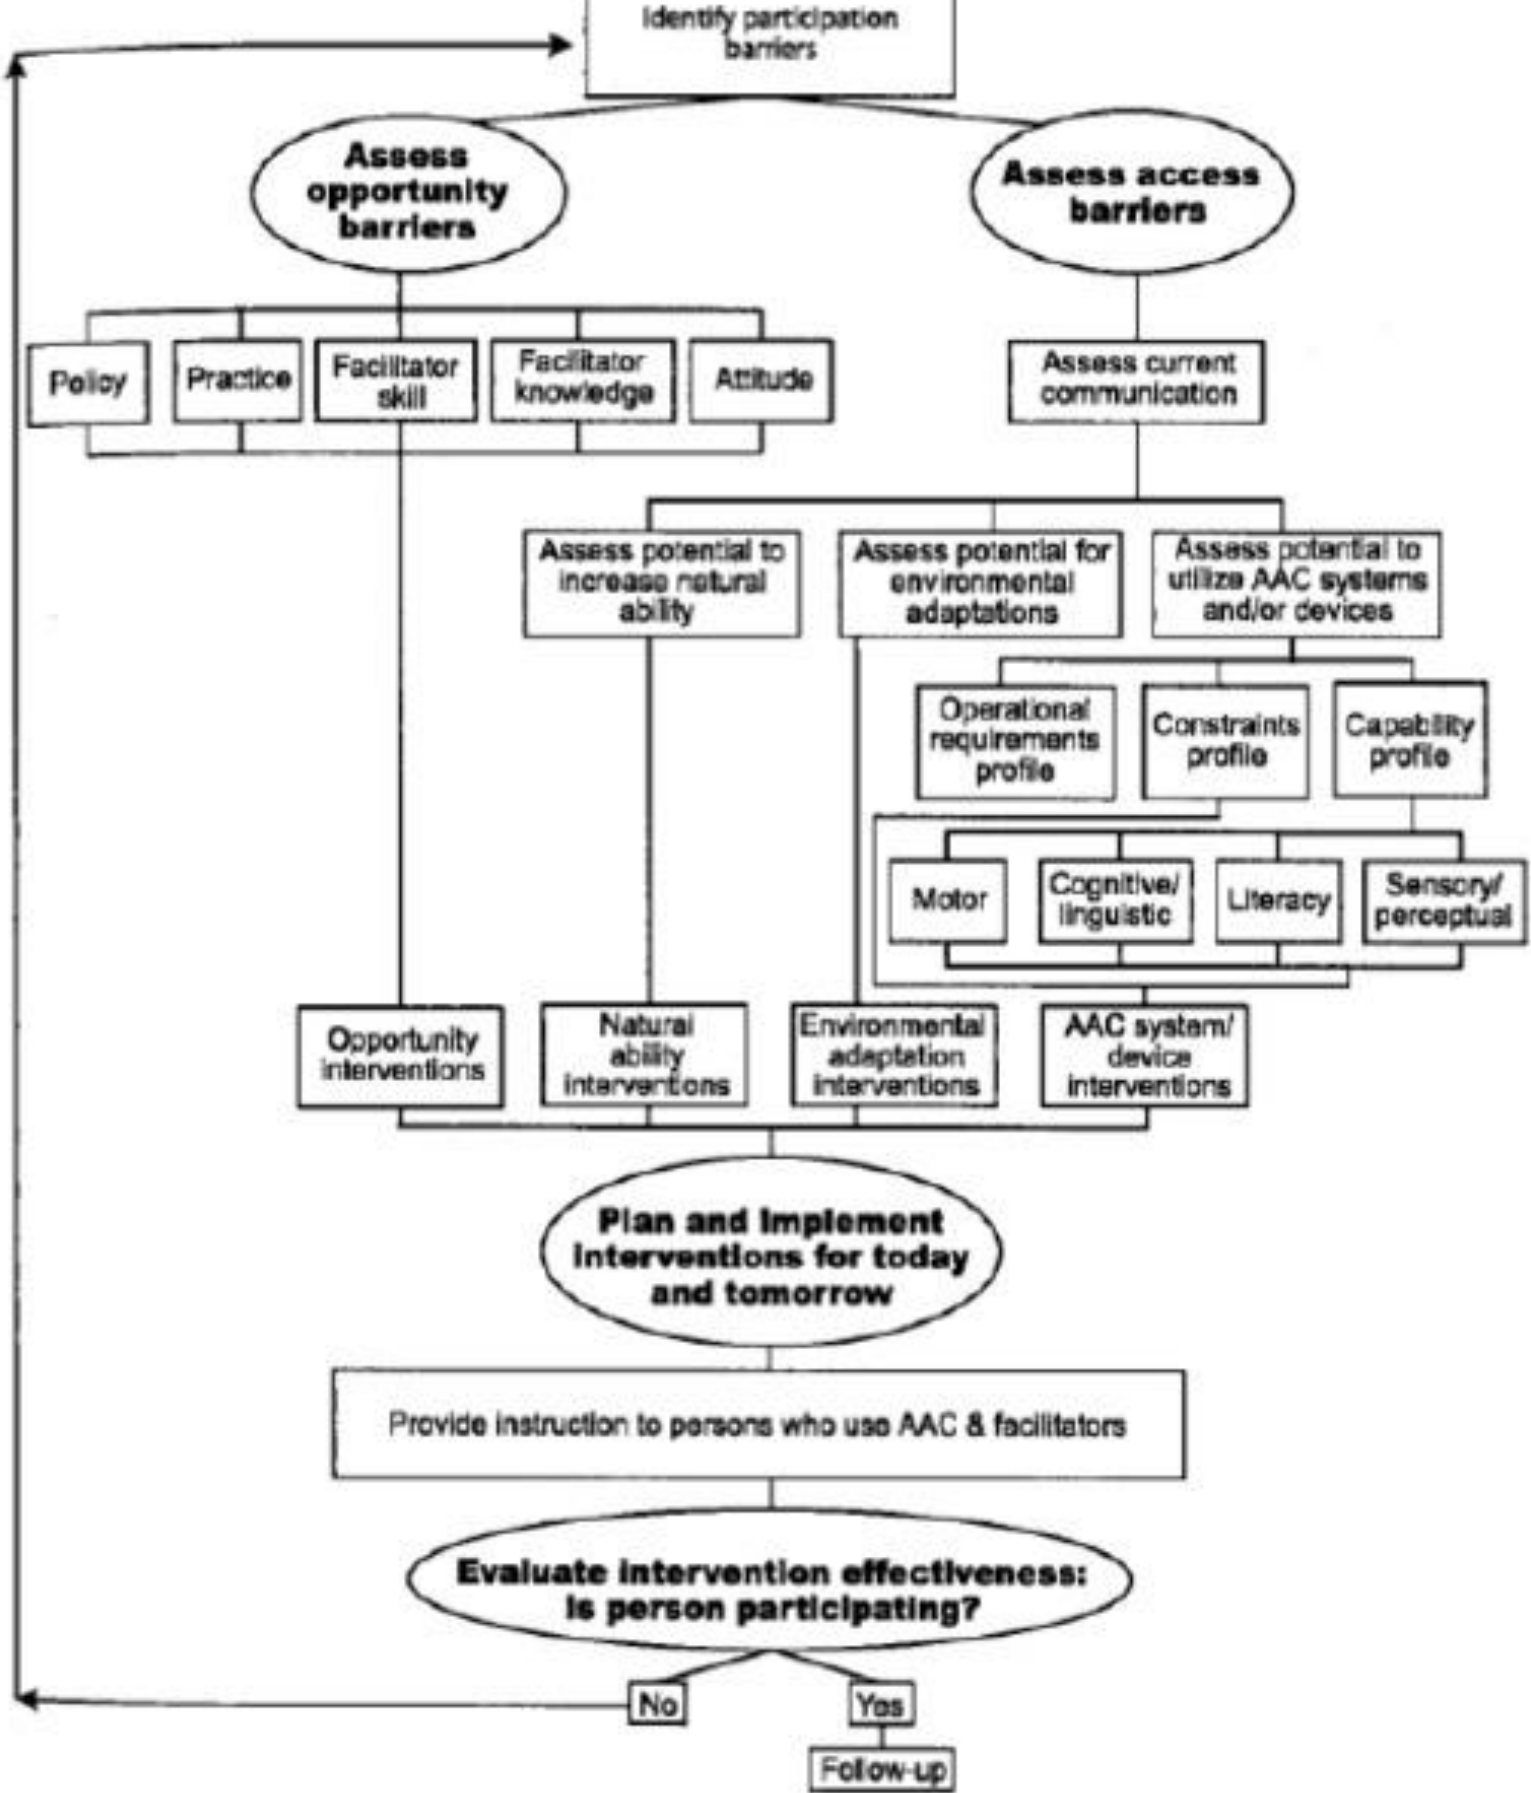 Identify participation
barriers
Assess
opportunity
barriers
Assess access
barriers
Policy
Practice
Facilitator
skill
Facilitator
knowledge
Attitude
Assess current
communication
Assess potential to
increase natural
ability
Assess potential for
environmental
adaptations
Assess potential to
utilize AAC systems
and/or devices
Operational
requirements
profile
Constraints
profile
Capability
profile
Motor
Cognitive/
linguistic
Literacy
Sensory/
perceptual
Opportunity
interventions
Natural
ability
interventions
Environmental
adaptation
interventions
AAC system/
device
interventions
Plan and implement
interventions for today
and tomorrow
Provide instruction to persons who use AAC & facilitators
Evaluate intervention effectiveness:
Is person participating?
No
Yes
Follow-up